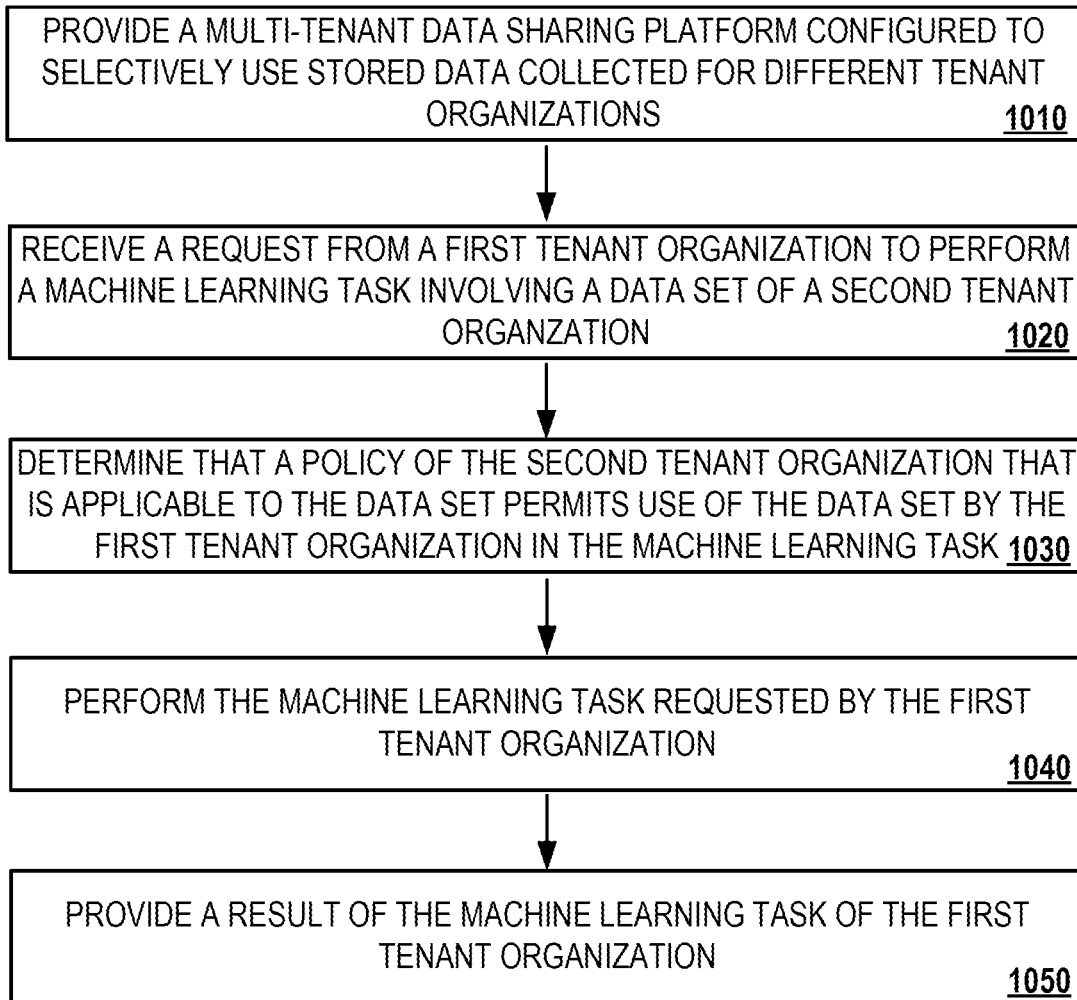 PROVIDE A MULTI-TENANT DATA SHARING PLATFORM CONFIGURED TO
SELECTIVELY USE STORED DATA COLLECTED FOR DIFFERENT TENANT
ORGANIZATIONS
1010
RECEIVE A REQUEST FROM A FIRST TENANT ORGANIZATION TO PERFORM
A MACHINE LEARNING TASK INVOLVING A DATA SET OF A SECOND TENANT
ORGANZATION
1020
DETERMINE THAT A POLICY OF THE SECOND TENANT ORGANIZATION THAT
IS APPLICABLE TO THE DATA SET PERMITS USE OF THE DATA SET BY THE
FIRST TENANT ORGANIZATION IN THE MACHINE LEARNING TASK 1030
PERFORM THE MACHINE LEARNING TASK REQUESTED BY THE FIRST
TENANT ORGANIZATION
1040
PROVIDE A RESULT OF THE MACHINE LEARNING TASK OF THE FIRST
TENANT ORGANIZATION
1050